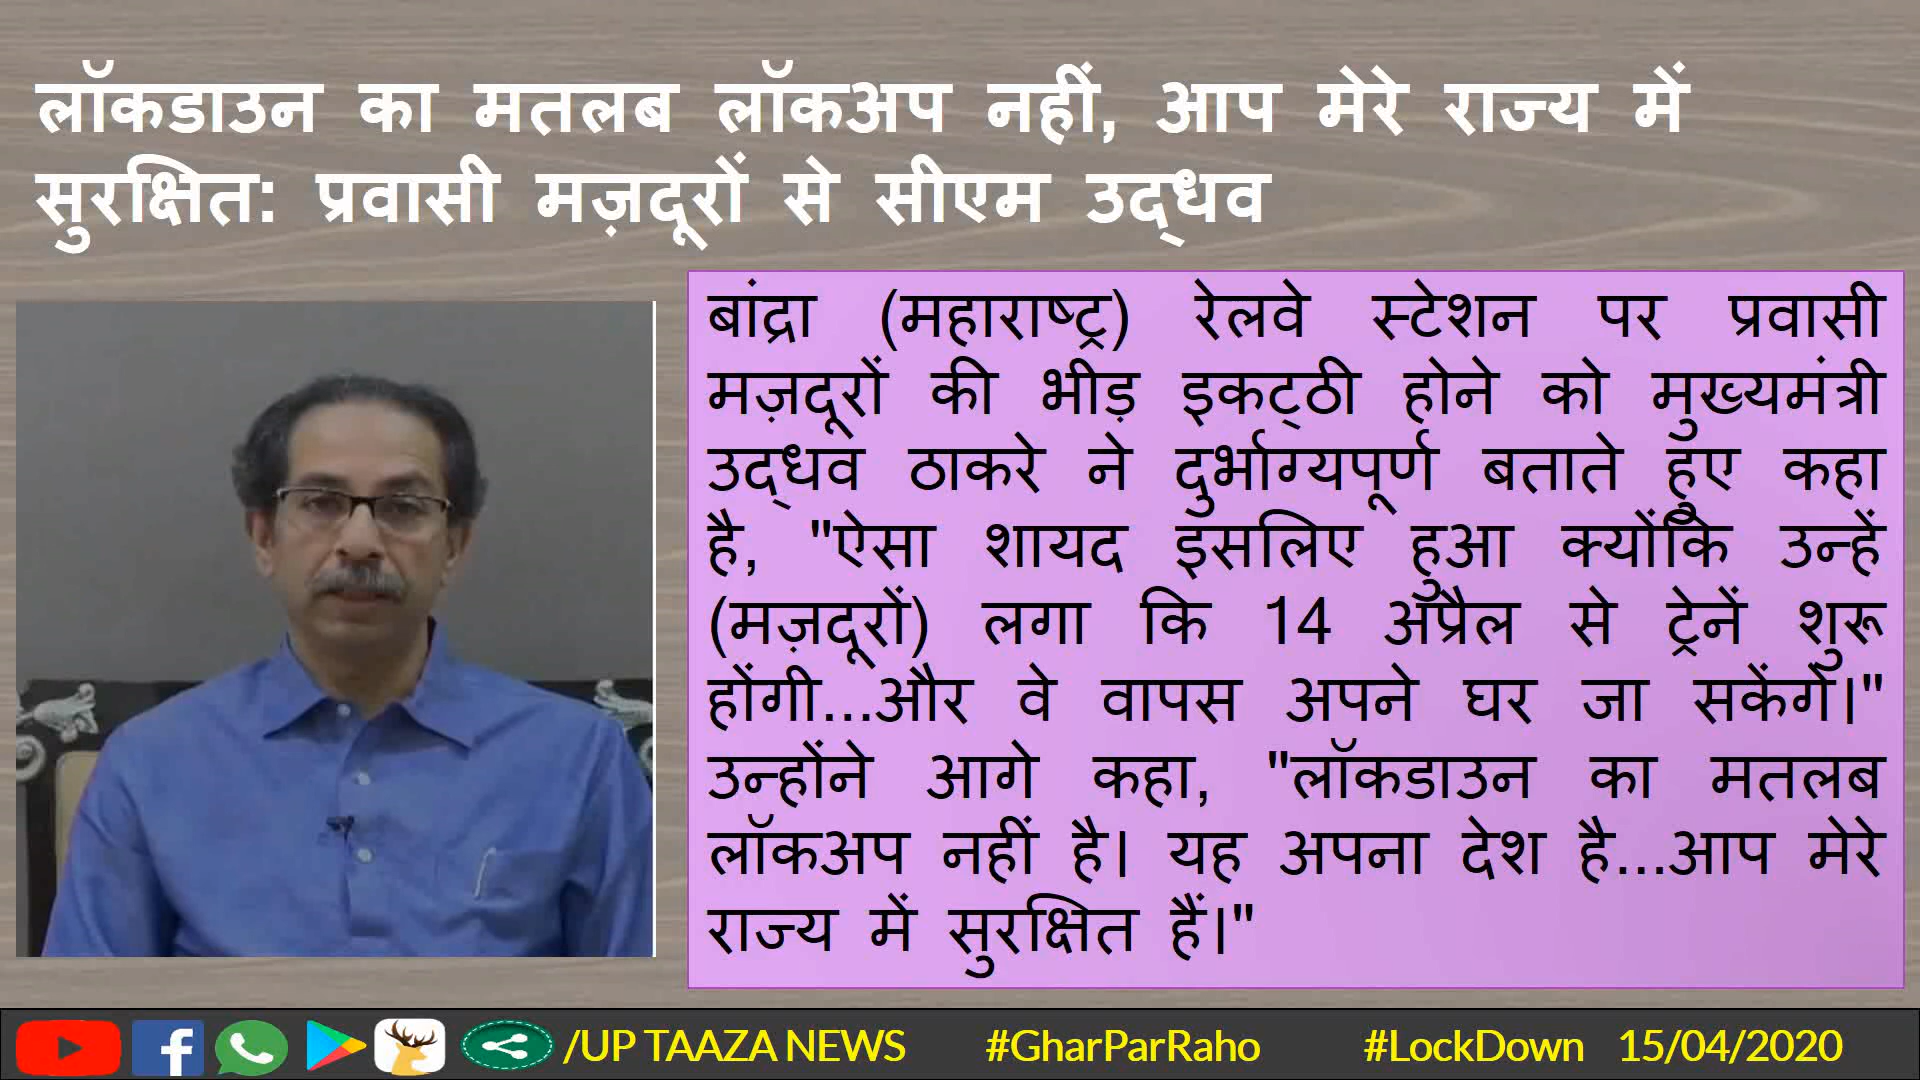 लॉकडाउन का मतलब लॉकअप नहीं, आप मेरे राज्य में
सुरक्षित: प्रवासी मज़दूरों से सीएम उद्धव
बांद्रा (महाराष्ट्र) रेलवे स्टेशन पर प्रवासी
मज़दूरों की भीड़ इकट्ठी होने को मुख्यमंत्री
उद्धव ठाकरे ने दुर्भाग्यपूर्ण बताते हुए कहा
है, "ऐसा शायद इसलिए हुआ क्योंकि उन्हें
(मज़दूरों) लगा कि 14 अप्रैल से ट्रेनें शुरू
होंगी...और वे वापस अपने घर जा सकेंगे।"
उन्होंने आगे कहा, "लॉकडाउन का मतलब
लॉकअप नहीं है। यह अपना देश है...आप मेरे
राज्य में सुरक्षित हैं।"
/UP TAAZA NEWS #GharParRaho #LockDown 15/04/2020